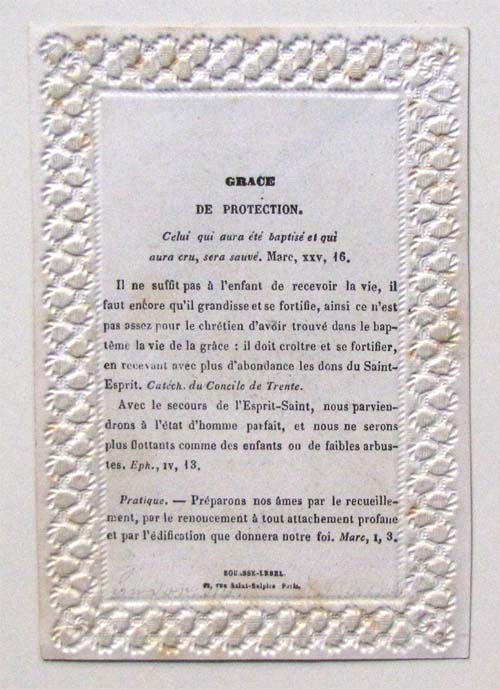 GRACE
DE PROTECTION.
Celui qui aura été baptisé et qui
aura cru, sera sauvé. Marc, XXV, 16.
Il ne suffit pas à l'enfant de recevoir la vie, il
faut encore qu'il grandisse et se fortifie, ainsi ce n'est
pas assez pour le chrétien d'avoir trouvé dans le bap-
tême la vie de la grâce : il doit croître et se fortifier,
en recevant avec plus d'abondance les dons du Saint-
Esprit. Catéch. du Concile de Trente.
Avec le secours de l'Esprit-Saint, nous parvien-
drons à l'état d'homme parfait, et nous ne serons
plus flottants comme des enfants ou de faibles arbus-
tes. Eph., IV, 13.
Pratique. — Préparons nos âmes par le recueille-
ment, par le renoucement à tout attachement profane
et par l'édification que donnera notre foi. Marc, I, 3.
BOUASSE-LEBEL.
rue Saint-Sulpice Paris.